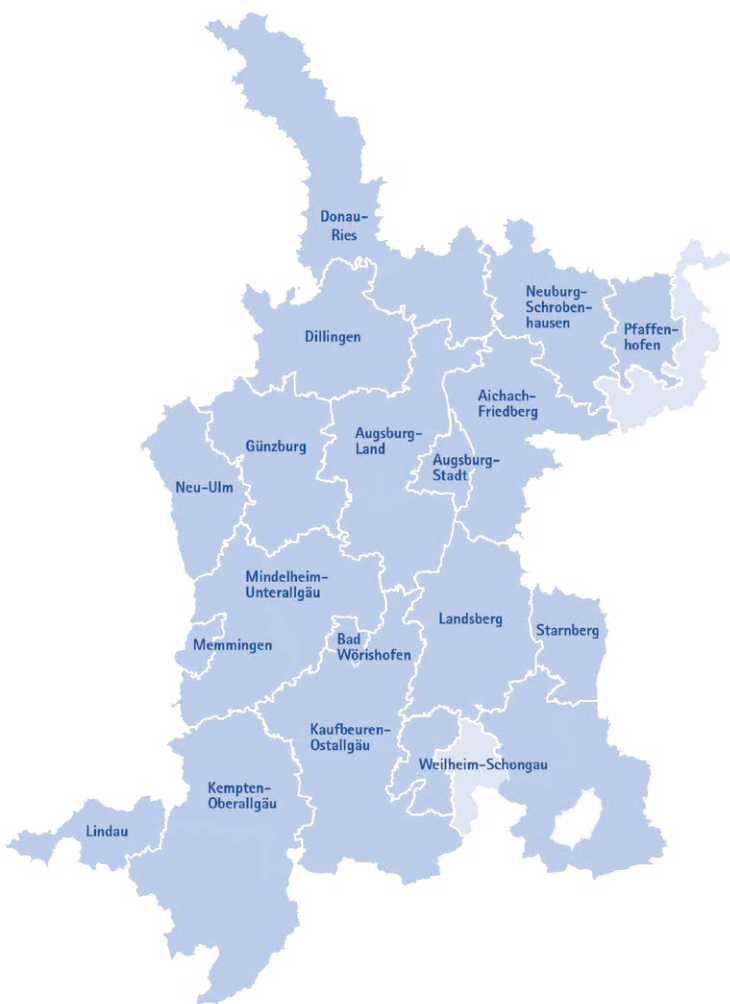 Donau-
Ries
Neuburg-
Schroben-
hausen
Pfaffen-
hofen
Dillingen
Aichach-
Friedberg
Augsburg-
Land
Günzburg
Augsburg-
Stadt
Neu-Ulm
Mindelheim-
Unterallgäu
Landsberg
Starnberg
Memmingen
Bad
Wörishofen
Kaufbeuren-
Ostallgäu
Weilheim-Schongau
Kempten-
Oberallgäu
Lindau